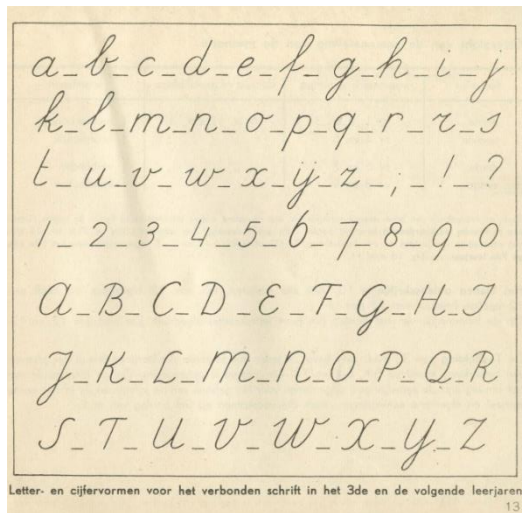 a_b_c_d_e_f_g_h_i_j
k_l_m_n_o_p_q_r_r_s
t_u_v_w_x_ÿ_z_;_!_?
1_2_3_4_5_6_7_8_9_0
A_B_C_D_E_F_G_H_I
J_K_L_M_N_O_P_Q_R
S_T_U_V_W_X_Y_Z
Letter- en cijfervormen voor het verbonden schrift in het 3de en de volgende leerjaren
13